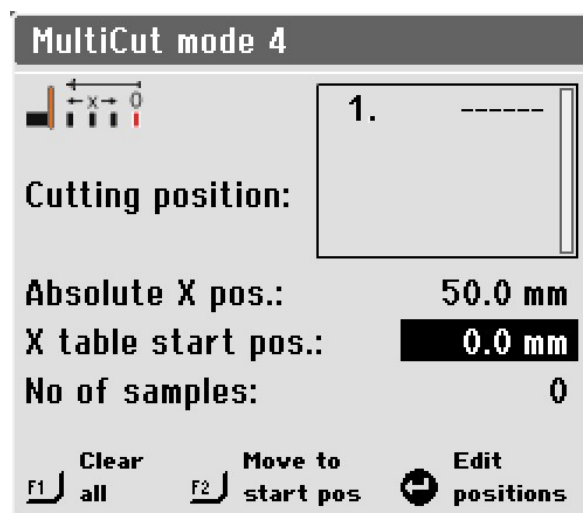 MultiCut mode 4
←x→ 0
1. ------
Cutting position:
Absolute X pos.: 50.0 mm
X table start pos.: 0.0 mm
No of samples: 0
F1 Clear all
F2 Move to start pos
Edit positions